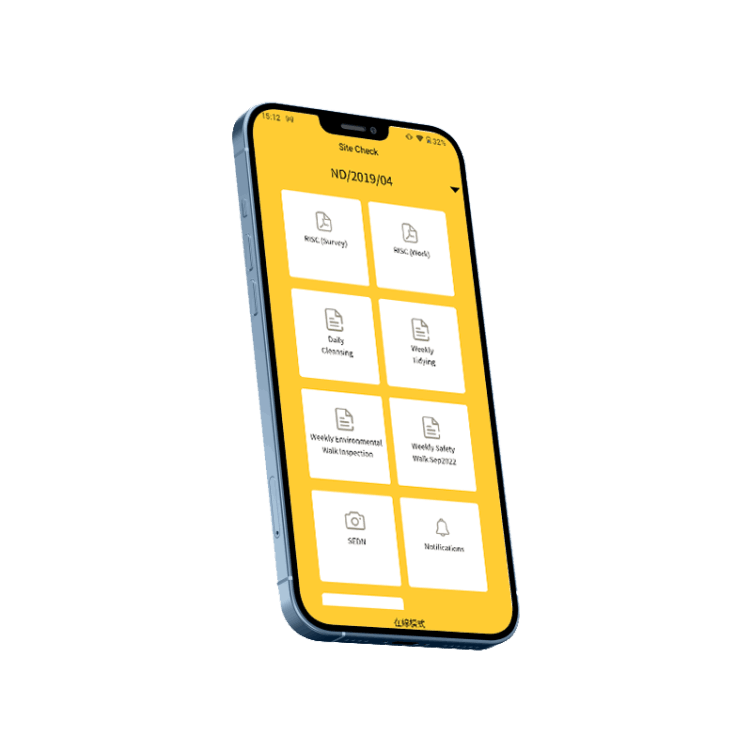 15:12
32%
Site Check
ND/2019/04
RISC (Survey)
RISC (Work)
Daily
Cleansing
Weekly
Tidying
Weekly Environmental
Walk Inspection
Weekly Safety
Walk Sep2022
SEDN
Notifications
在線模式